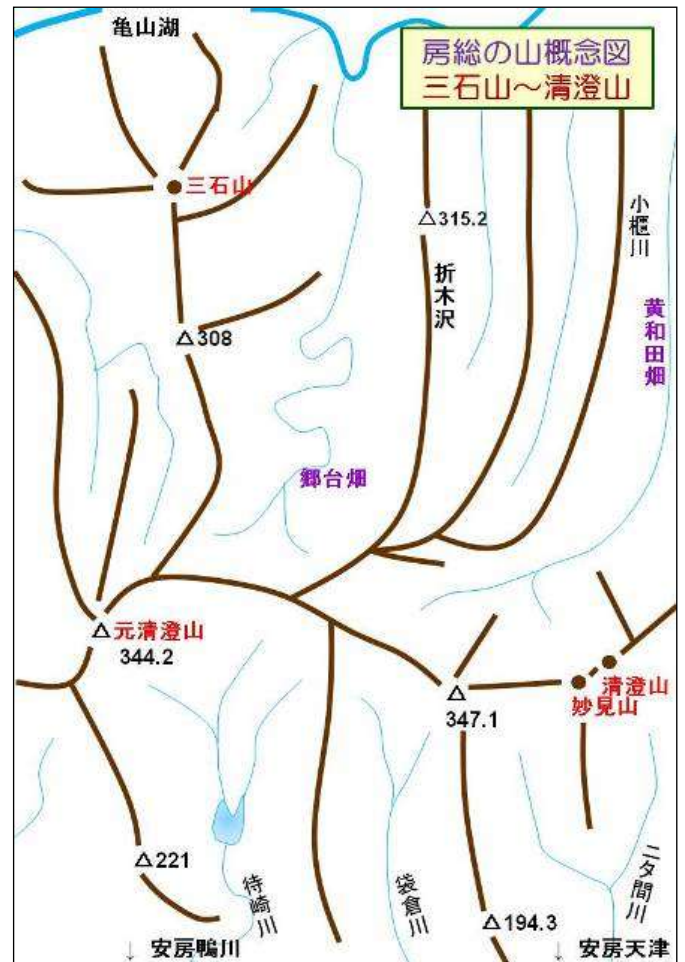 亀山湖
房総の山概念図
三石山～清澄山
三石山
△315.2
小櫃川
折木沢
黄和田畑
△308
郷台畑
△元清澄山
344.2
清澄山
妙見山
△
347.1
△221
待崎川
袋倉川
二タ間川
△194.3
↓ 安房鴨川
↓ 安房天津